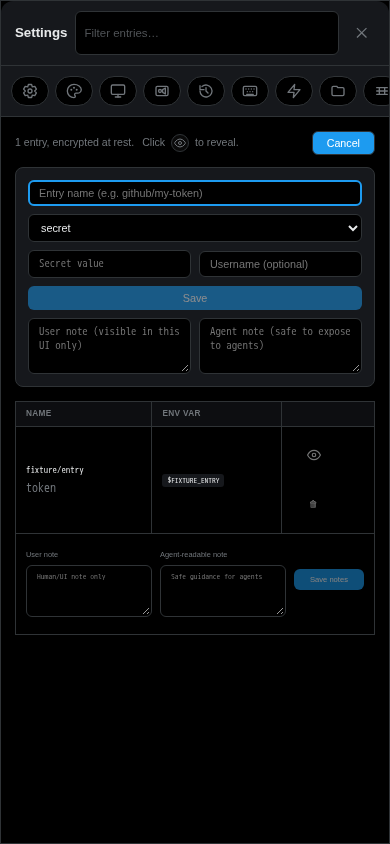 Settings
Filter entries…
1 entry, encrypted at rest. Click to reveal.
Cancel
Entry name (e.g. github/my-token)
secret
Secret value
Username (optional)
Save
User note (visible in this UI only)
Agent note (safe to expose to agents)
NAME
ENV VAR
fixture/entry
token
$FIXTURE_ENTRY
User note
Agent-readable note
Human/UI note only
Safe guidance for agents
Save notes